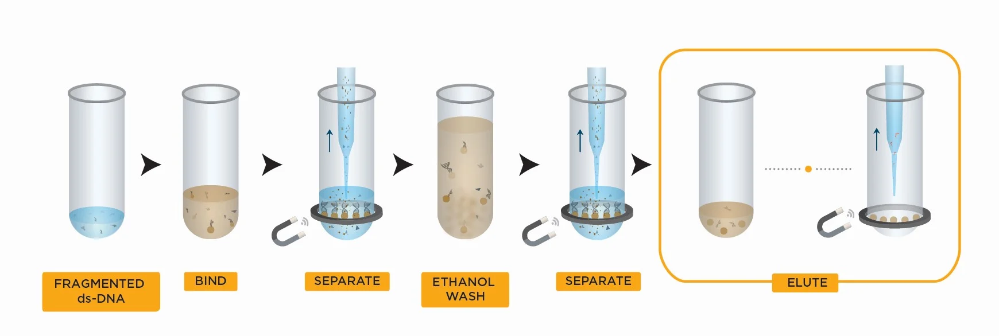 FRAGMENTED
ds-DNA
BIND
SEPARATE
ETHANOL
WASH
SEPARATE
ELUTE